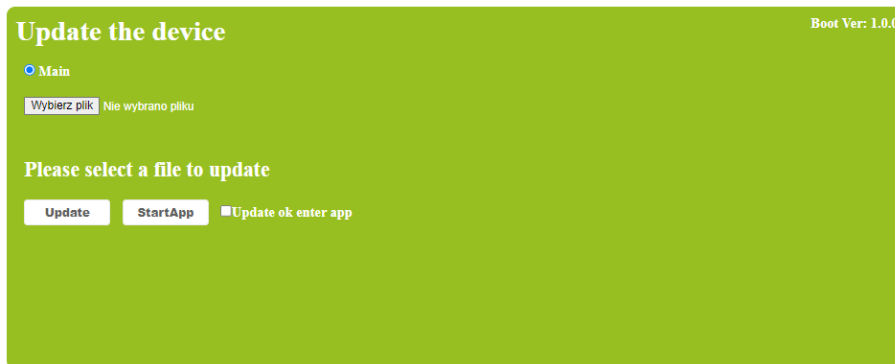 Update the device
Boot Ver: 1.0.0
Main
Wybierz plik Nie wybrano pliku
Please select a file to update
Update StartApp Update ok enter app